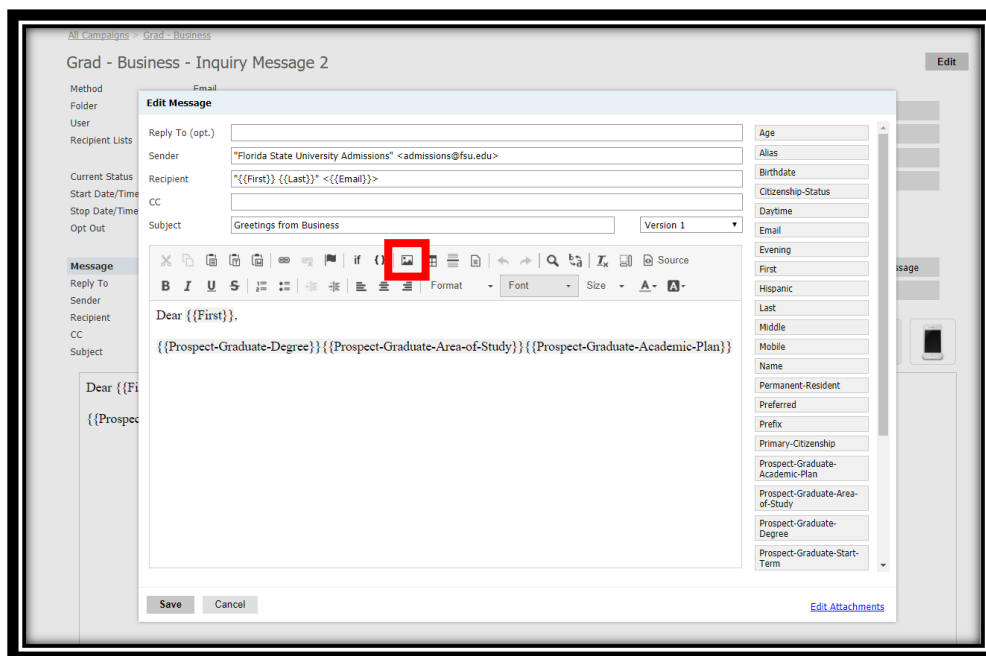 All Campaigns > Grad - Business
Grad - Business - Inquiry Message 2
Edit
Method Email
Folder
User
Recipient Lists
Current Status
Start Date/Time
Stop Date/Time
Opt Out
Message
Reply To
Sender
Recipient
CC
Subject
Dear {{Fi
{{Prospec
ssage
Edit Message
Reply To (opt.)
Sender "Florida State University Admissions" <admissions@fsu.edu>
Recipient "{{First}} {{Last}}" <{{Email}}>
CC
Subject Greetings from Business Version 1
if {} Source
B I U S Format Font Size A A
Dear {{First}},
{{Prospect-Graduate-Degree}}{{Prospect-Graduate-Area-of-Study}}{{Prospect-Graduate-Academic-Plan}}
Age
Alias
Birthdate
Citizenship-Status
Daytime
Email
Evening
First
Hispanic
Last
Middle
Mobile
Name
Permanent-Resident
Preferred
Prefix
Primary-Citizenship
Prospect-Graduate-
Academic-Plan
Prospect-Graduate-Area-
of-Study
Prospect-Graduate-
Degree
Prospect-Graduate-Start-
Term
Save Cancel
Edit Attachments